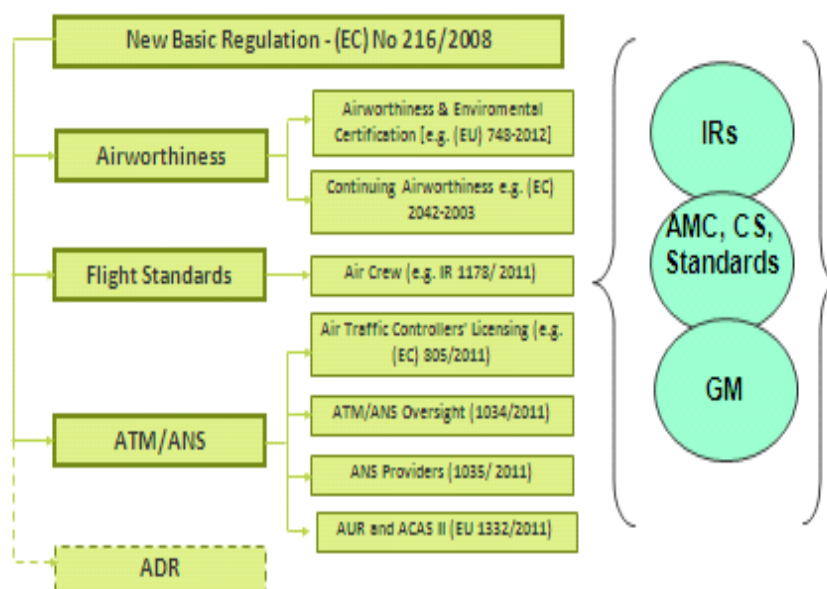 New Basic Regulation - (EC) No 216/2008
Airworthiness
Airworthiness & Enviromental
Certification [e.g. (EU) 748-2012]
Continuing Airworthiness e.g. (EC)
2042-2003
Flight Standards
Air Crew (e.g. IR 1178/ 2011)
ATM/ANS
Air Traffic Controllers' Licensing (e.g.
(EC) 805/2011)
ATM/ANS Oversight (1034/2011)
ANS Providers (1035/ 2011)
AUR and ACAS II (EU 1332/2011)
ADR
IRs
AMC, CS,
Standards
GM